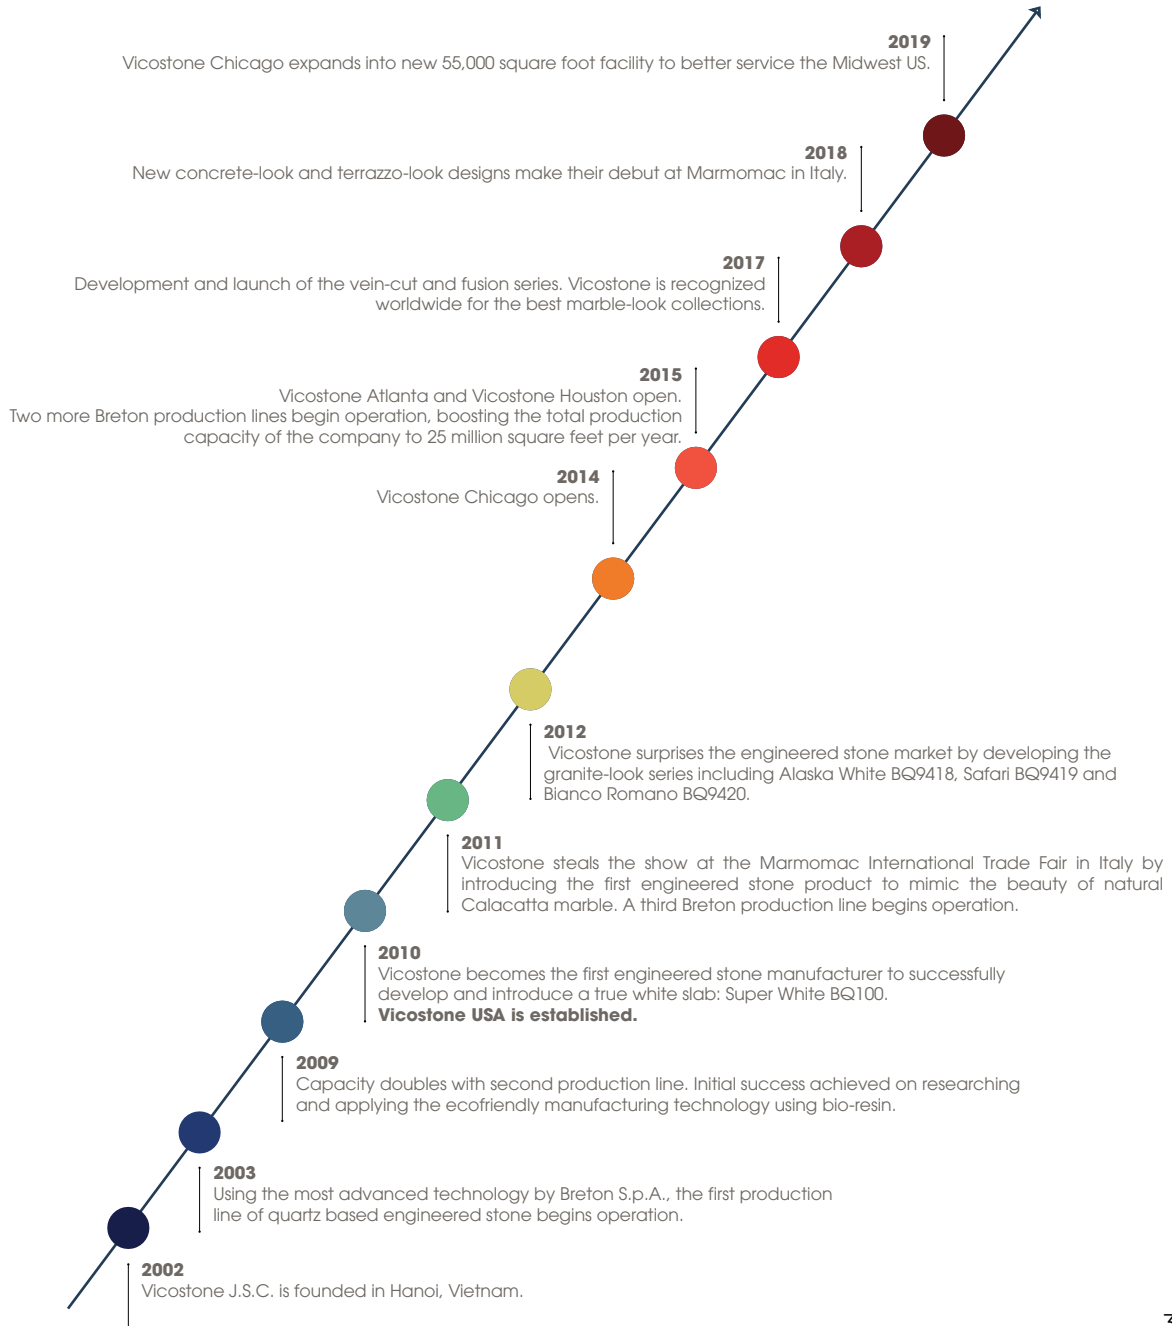 2019
Vicostone Chicago expands into new 55,000 square foot facility to better service the Midwest US.
2018
New concrete-look and terrazzo-look designs make their debut at Marmomac in Italy.
2017
Development and launch of the vein-cut and fusion series. Vicostone is recognized
worldwide for the best marble-look collections.
2015
Vicostone Atlanta and Vicostone Houston open.
Two more Breton production lines begin operation, boosting the total production
capacity of the company to 25 million square feet per year.
2014
Vicostone Chicago opens.
2012
Vicostone surprises the engineered stone market by developing the
granite-look series including Alaska White BQ9418, Safari BQ9419 and
Bianco Romano BQ9420.
2011
Vicostone steals the show at the Marmomac International Trade Fair in Italy by
introducing the first engineered stone product to mimic the beauty of natural
Calacatta marble. A third Breton production line begins operation.
2010
Vicostone becomes the first engineered stone manufacturer to successfully
develop and introduce a true white slab: Super White BQ100.
Vicostone USA is established.
2009
Capacity doubles with second production line. Initial success achieved on researching
and applying the ecofriendly manufacturing technology using bio-resin.
2003
Using the most advanced technology by Breton S.p.A., the first production
line of quartz based engineered stone begins operation.
2002
Vicostone J.S.C. is founded in Hanoi, Vietnam.